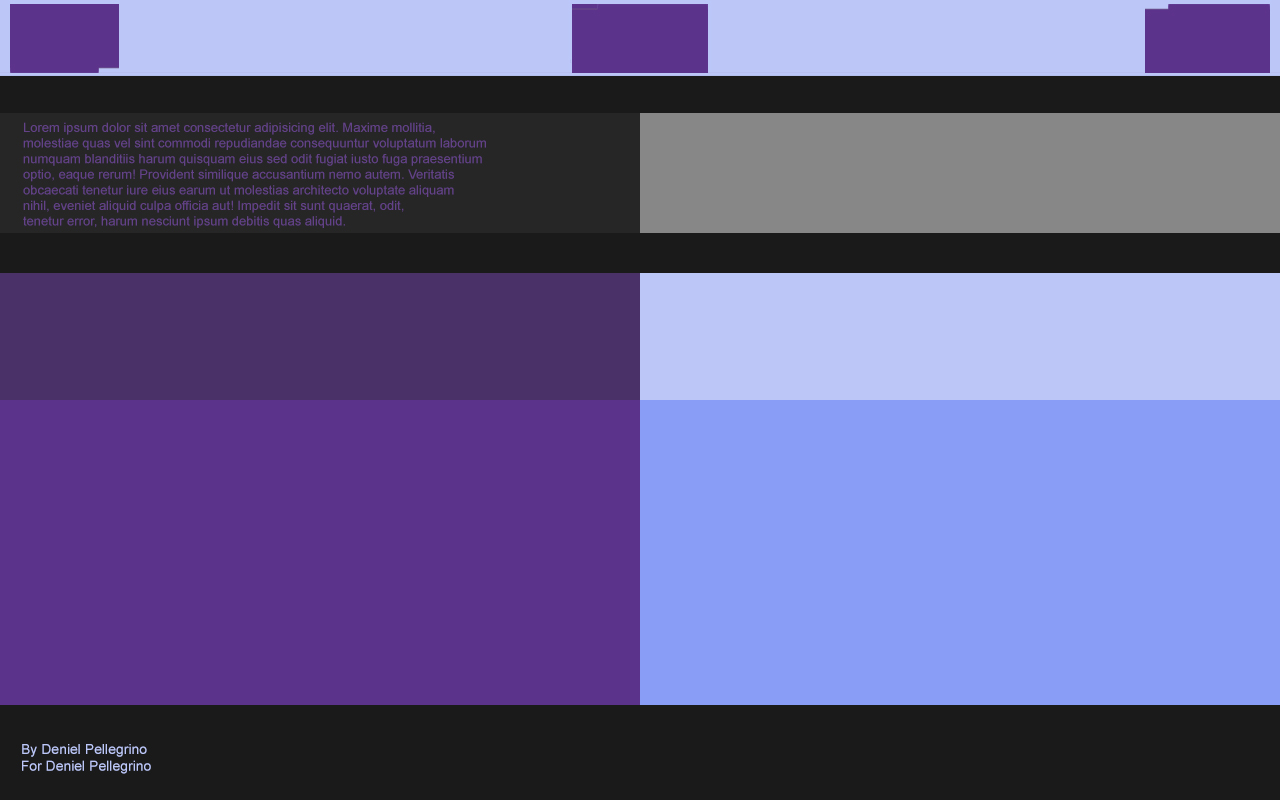 Lorem ipsum dolor sit amet consectetur adipisicing elit. Maxime mollitia,
molestiae quas vel sint commodi repudiandae consequuntur voluptatum laborum
numquam blanditiis harum quisquam eius sed odit fugiat iusto fuga praesentium
optio, eaque rerum! Provident similique accusantium nemo autem. Veritatis
obcaecati tenetur iure eius earum ut molestias architecto voluptate aliquam
nihil, eveniet aliquid culpa officia aut! Impedit sit sunt quaerat, odit,
tenetur error, harum nesciunt ipsum debitis quas aliquid.
By Deniel Pellegrino
For Deniel Pellegrino